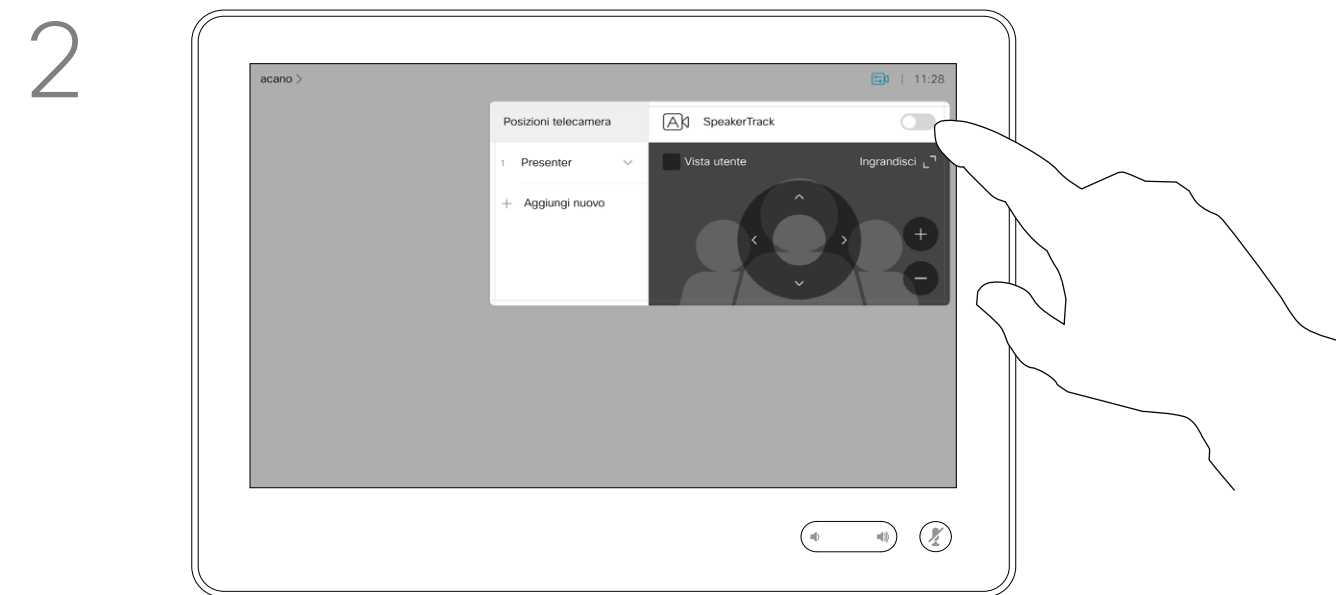 2
acano >
11:28
Posizioni telecamera
SpeakerTrack
1 Presenter
Vista utente
Ingrandisci
+ Aggiungi nuovo